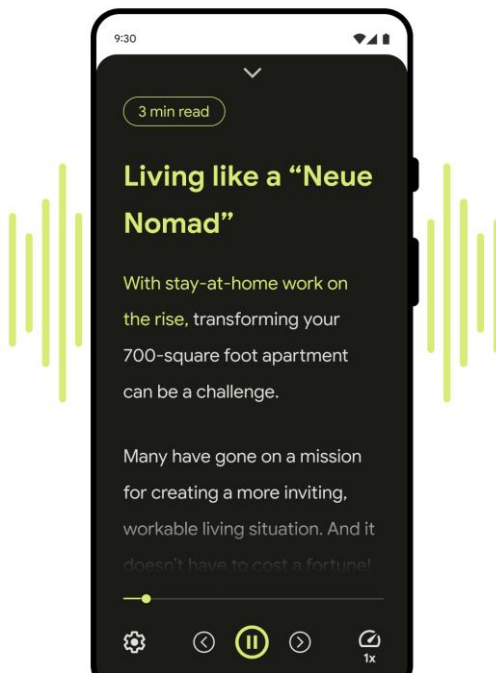 9:30
3 min read
Living like a “Neue
Nomad”
With stay-at-home work on
the rise, transforming your
700-square foot apartment
can be a challenge.
Many have gone on a mission
for creating a more inviting,
workable living situation. And it
doesn’t have to cost a fortune!
1x